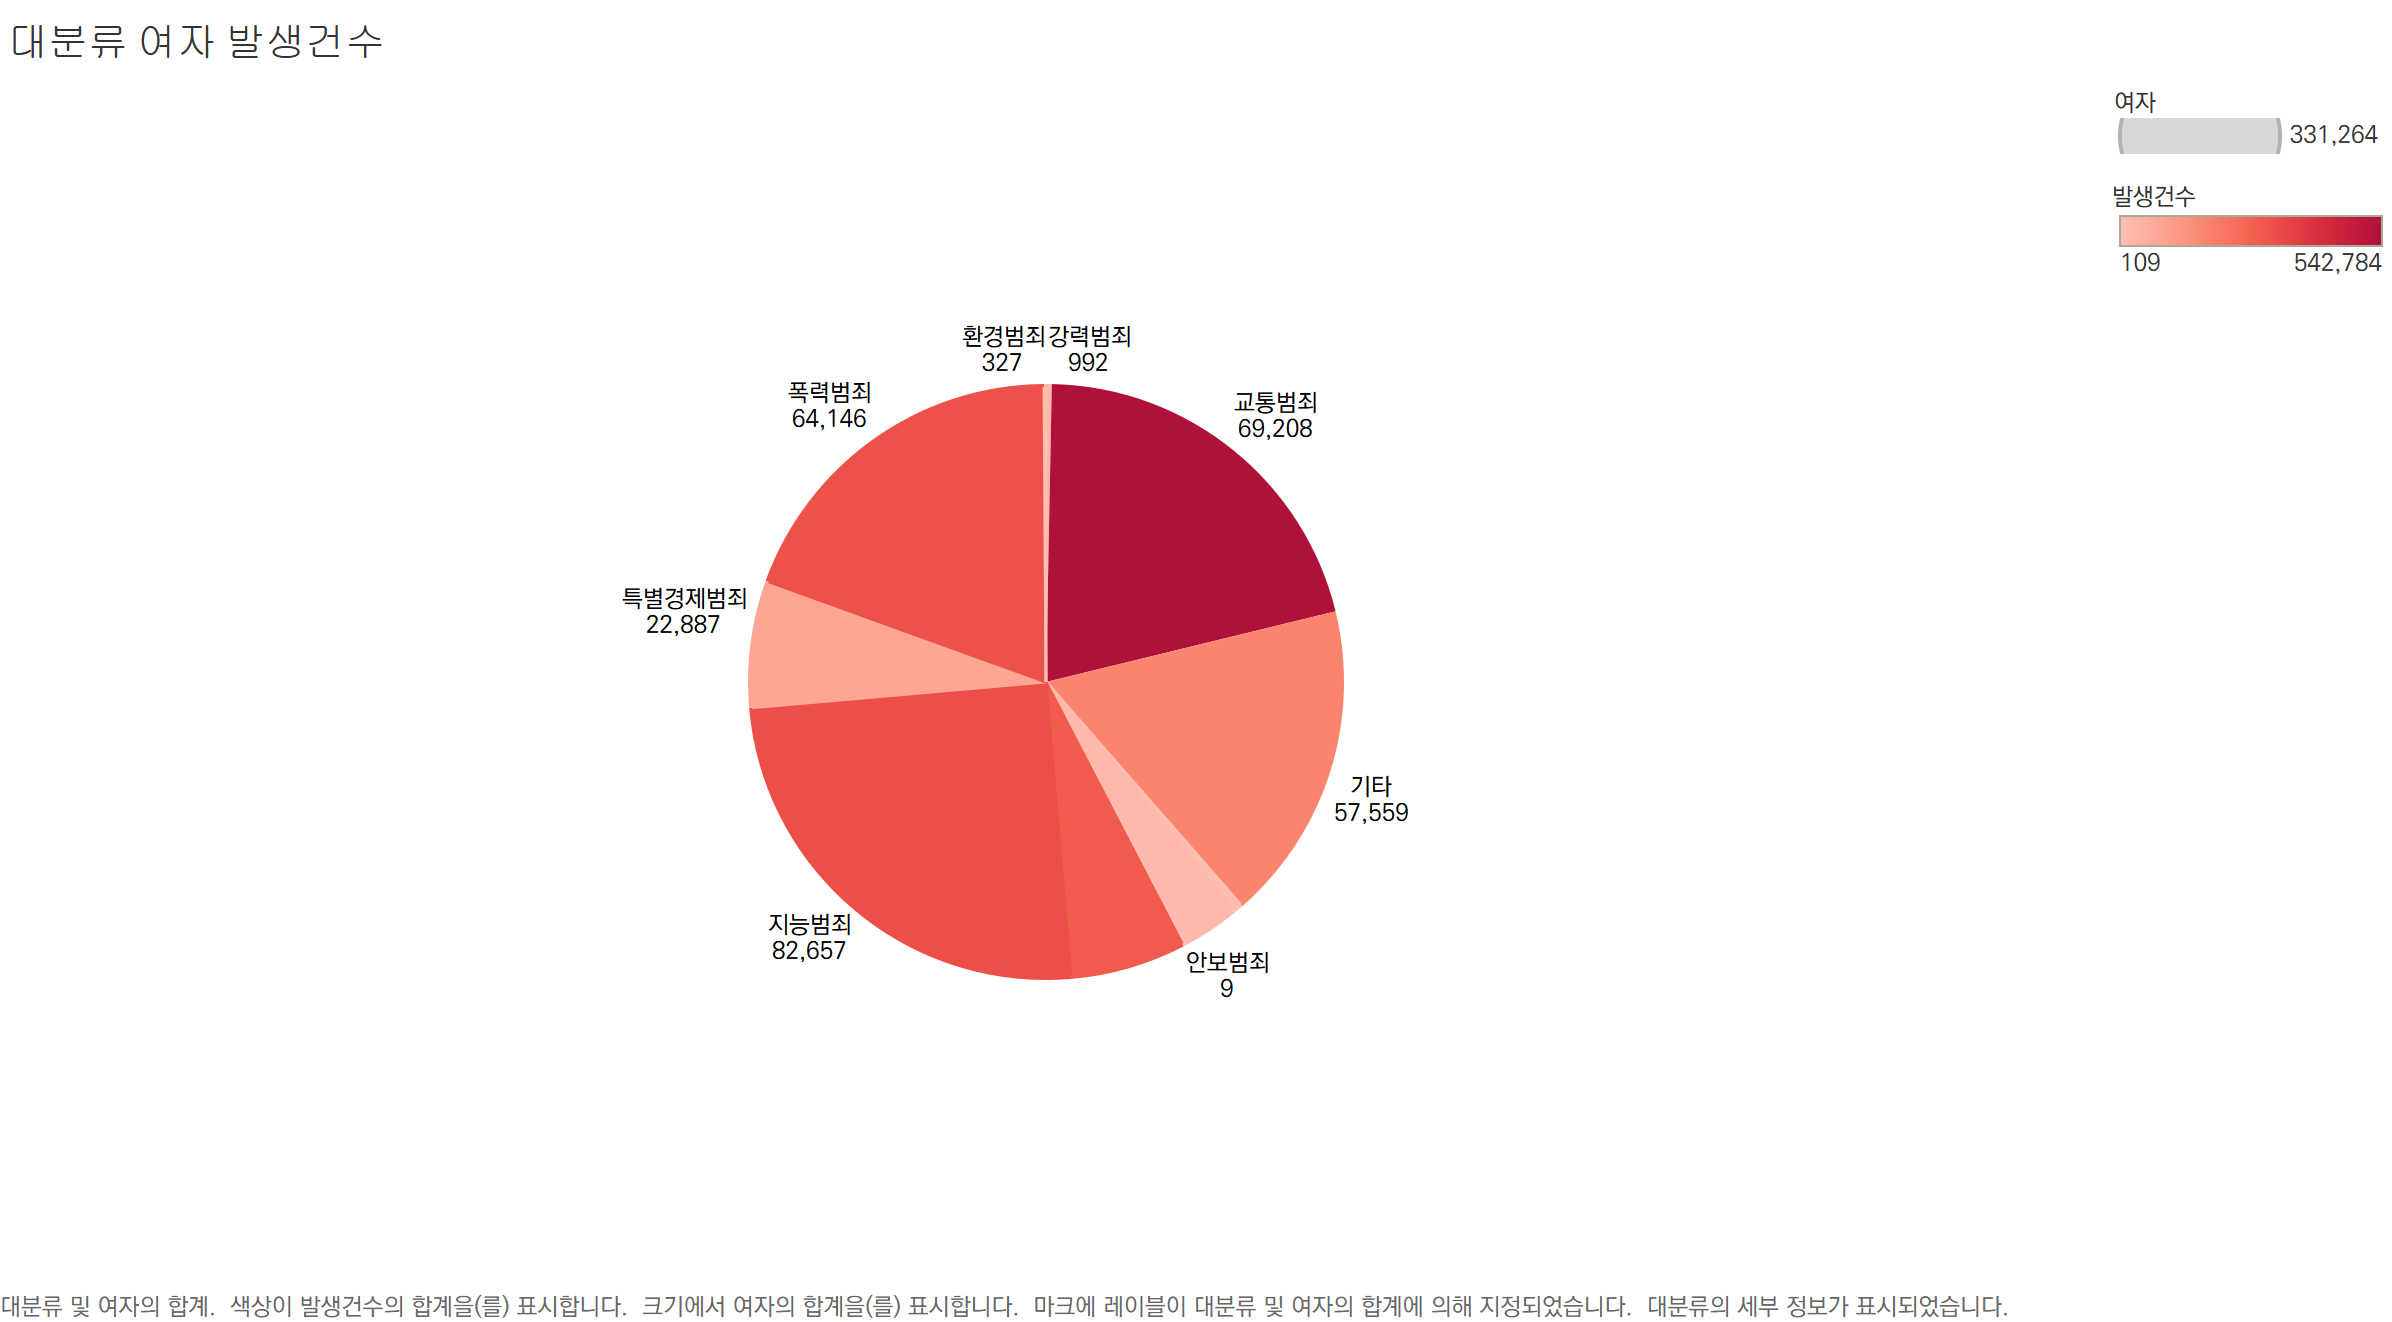 대분류 여자 발생건수
여자
331,264
발생건수
109
542,784
환경범죄
327
강력범죄
992
폭력범죄
64,146
교통범죄
69,208
특별경제범죄
22,887
기타
57,559
지능범죄
82,657
안보범죄
9
대분류 및 여자의 합계. 색상이 발생건수의 합계을(를) 표시합니다. 크기에서 여자의 합계을(를) 표시합니다. 마크에 레이블이 대분류 및 여자의 합계에 의해 지정되었습니다. 대분류의 세부 정보가 표시되었습니다.